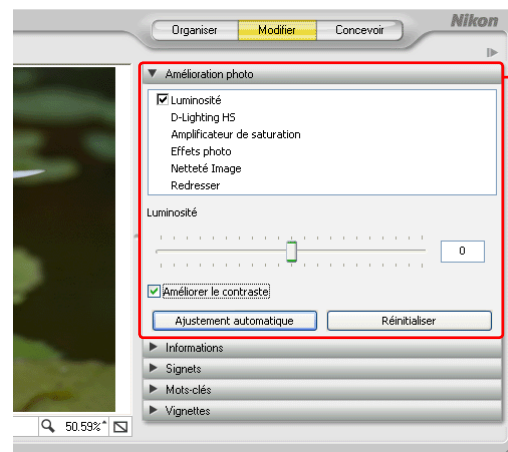 Organiser Modifier Concevoir Nikon
Amélioration photo
Luminosité
D-Lighting HS
Amplificateur de saturation
Effets photo
Netteté Image
Redresser
Luminosité
0
Améliorer le contraste
Ajustement automatique Réinitialiser
Informations
Signets
Mots-clés
Vignettes
50.59%